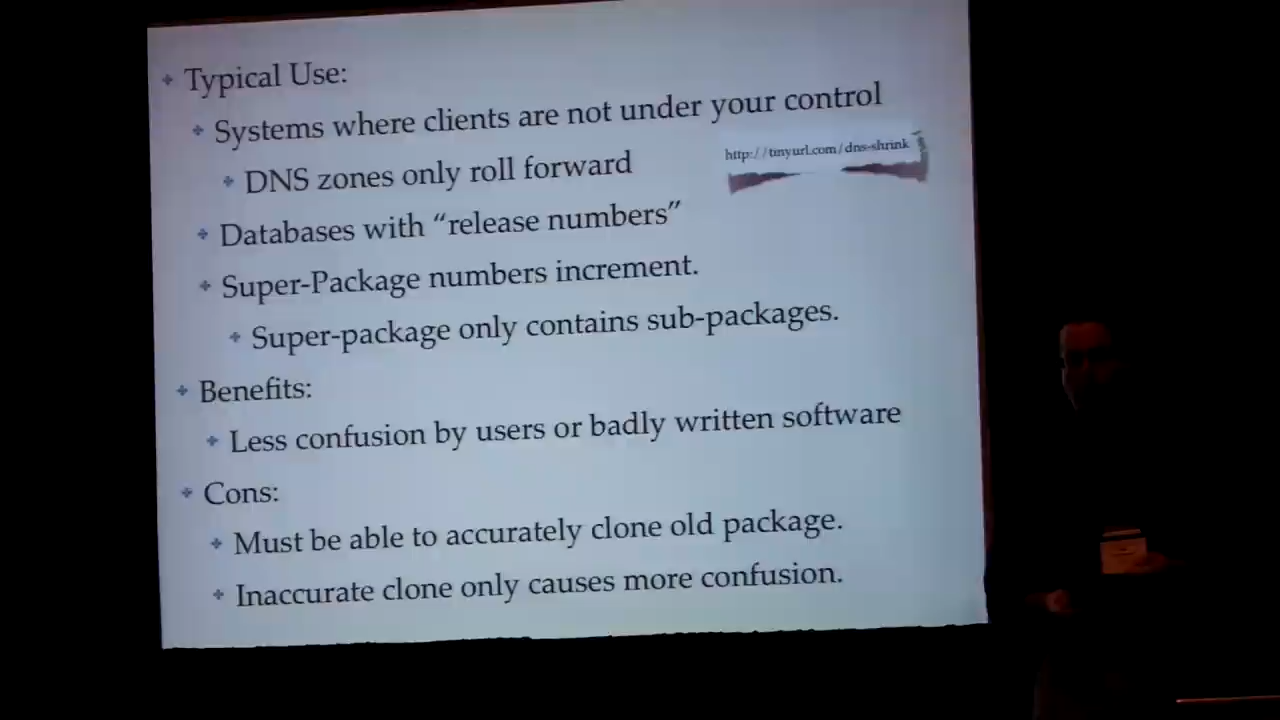 Typical Use:
Systems where clients are not under your control
http://tinyurl.com/dns-shrink
DNS zones only roll forward
Databases with “release numbers”
Super-Package numbers increment.
Super-package only contains sub-packages.
Benefits:
Less confusion by users or badly written software
Cons:
Must be able to accurately clone old package.
Inaccurate clone only causes more confusion.